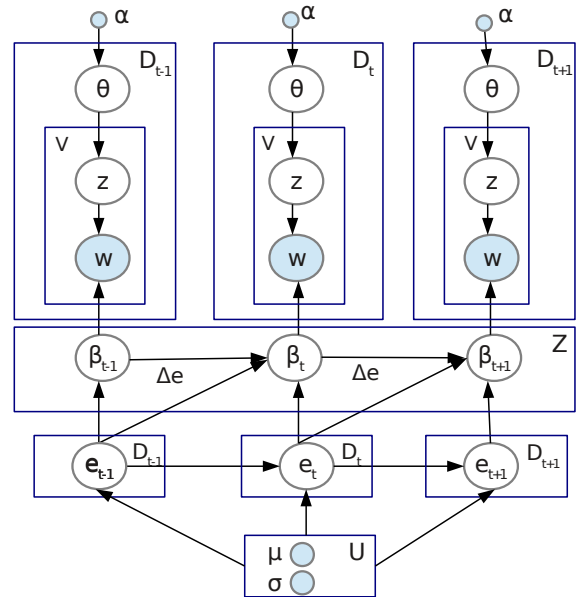 α α α
D_{t-1} D_t D_{t+1}
θ θ θ
V V V
z z z
w w w
Z
β_{t-1} β_t β_{t+1}
Δe Δe
D_{t-1} D_t D_{t+1}
e_{t-1} e_t e_{t+1}
μ U
σ